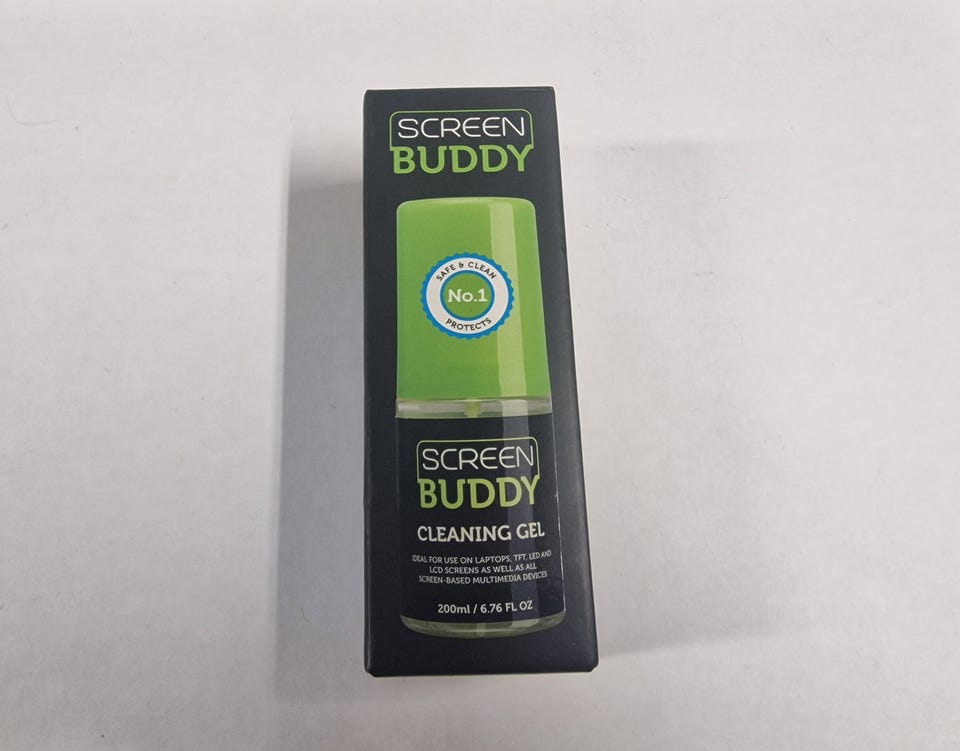 SCREEN
BUDDY
SAFE & CLEAN
No.1
PROTECTS
SCREEN
BUDDY
CLEANING GEL
IDEAL FOR USE ON LAPTOPS, TFT, LED AND
LCD SCREENS AS WELL AS ALL
SCREEN-BASED MULTIMEDIA DEVICES
200ml / 6.76 FL OZ